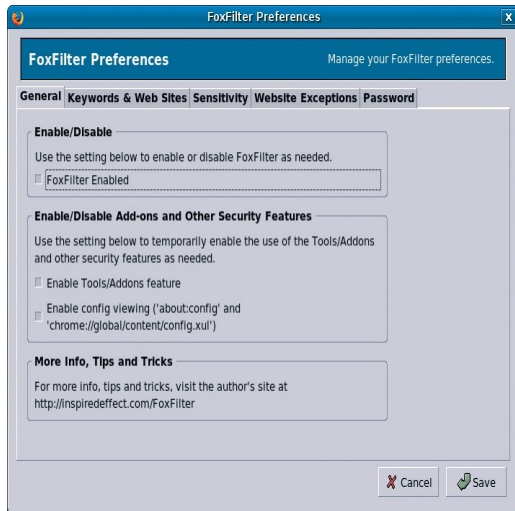 FoxFilter Preferences
x
FoxFilter Preferences
Manage your FoxFilter preferences.
General Keywords & Web Sites Sensitivity Website Exceptions Password
Enable/Disable
Use the setting below to enable or disable FoxFilter as needed.
FoxFilter Enabled
Enable/Disable Add-ons and Other Security Features
Use the setting below to temporarily enable the use of the Tools/Addons
and other security features as needed.
Enable Tools/Addons feature
Enable config viewing ('about:config' and
'chrome://global/content/config.xul')
More Info, Tips and Tricks
For more info, tips and tricks, visit the author's site at
http://inspiredeffect.com/FoxFilter
Cancel
Save